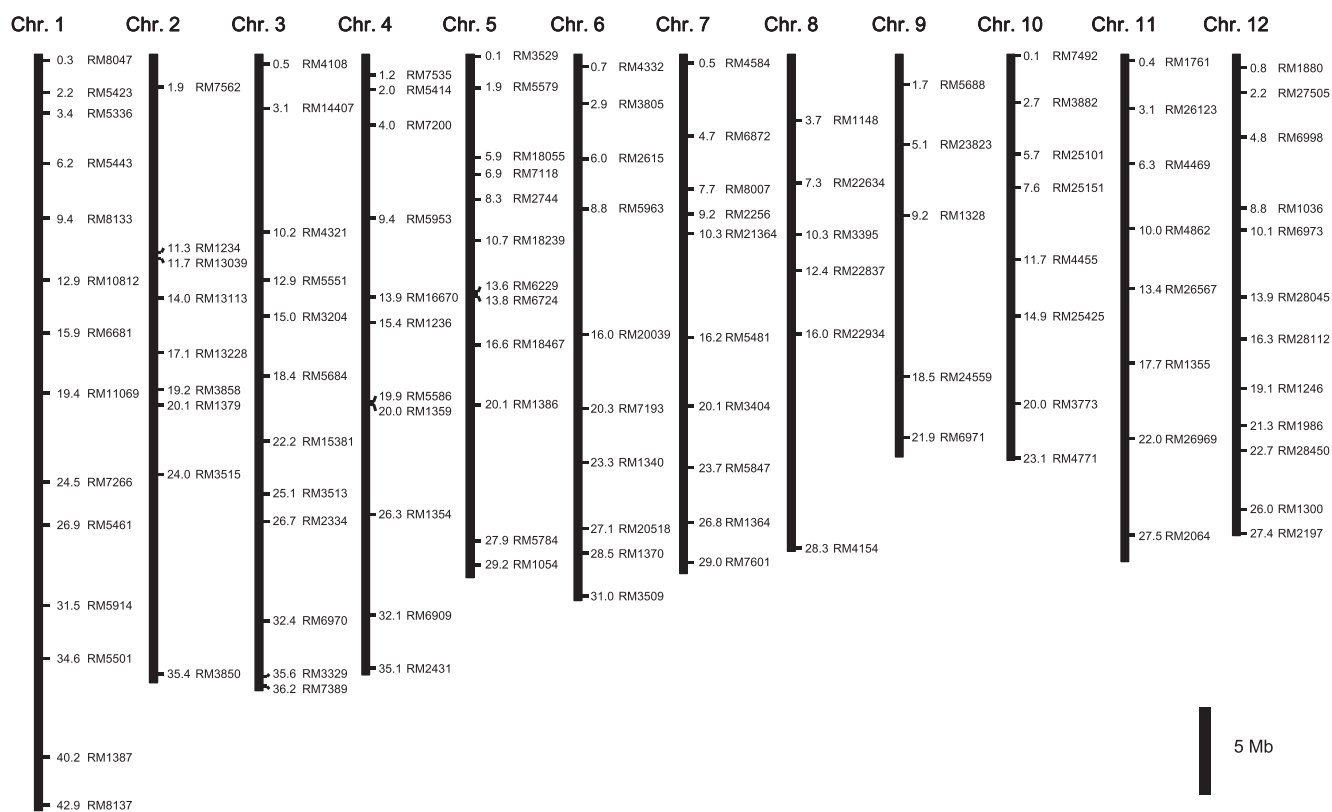 Chr. 1
0.3 RM8047
2.2 RM5423
3.4 RM5336
6.2 RM5443
9.4 RM8133
12.9 RM10812
15.9 RM6681
19.4 RM11069
24.5 RM7266
26.9 RM5461
31.5 RM5914
34.6 RM5501
40.2 RM1387
42.9 RM8137
Chr. 2
1.9 RM7562
11.3 RM1234
11.7 RM13039
14.0 RM13113
17.1 RM13228
19.2 RM3858
20.1 RM1379
24.0 RM3515
35.4 RM3850
Chr. 3
0.5 RM4108
3.1 RM14407
10.2 RM4321
12.9 RM5551
15.0 RM3204
18.4 RM5684
22.2 RM15381
25.1 RM3513
26.7 RM2334
32.4 RM6970
35.6 RM3329
36.2 RM7389
Chr. 4
1.2 RM7535
2.0 RM5414
4.0 RM7200
9.4 RM5953
13.9 RM16670
15.4 RM1236
19.9 RM5586
20.0 RM1359
26.3 RM1354
32.1 RM6909
35.1 RM2431
Chr. 5
0.1 RM3529
1.9 RM5579
5.9 RM18055
6.9 RM7118
8.3 RM2744
10.7 RM18239
13.6 RM6229
13.8 RM6724
16.6 RM18467
20.1 RM1386
27.9 RM5784
29.2 RM1054
Chr. 6
0.7 RM4332
2.9 RM3805
6.0 RM2615
8.8 RM5963
16.0 RM20039
20.3 RM7193
23.3 RM1340
27.1 RM20518
28.5 RM1370
31.0 RM3509
Chr. 7
0.5 RM4584
4.7 RM6872
7.7 RM8007
9.2 RM2256
10.3 RM21364
16.2 RM5481
20.1 RM3404
23.7 RM5847
26.8 RM1364
29.0 RM7601
Chr. 8
3.7 RM1148
7.3 RM22634
10.3 RM3395
12.4 RM22837
16.0 RM22934
28.3 RM4154
Chr. 9
1.7 RM5688
5.1 RM23823
9.2 RM1328
18.5 RM24559
21.9 RM6971
Chr. 10
0.1 RM7492
2.7 RM3882
5.7 RM25101
7.6 RM25151
11.7 RM4455
14.9 RM25425
20.0 RM3773
23.1 RM4771
Chr. 11
0.4 RM1761
3.1 RM26123
6.3 RM4469
10.0 RM4862
13.4 RM26567
17.7 RM1355
22.0 RM26969
27.5 RM2064
Chr. 12
0.8 RM1880
2.2 RM27505
4.8 RM6998
8.8 RM1036
10.1 RM6973
13.9 RM28045
16.3 RM28112
19.1 RM1246
21.3 RM1986
22.7 RM28450
26.0 RM1300
27.4 RM2197
5 Mb